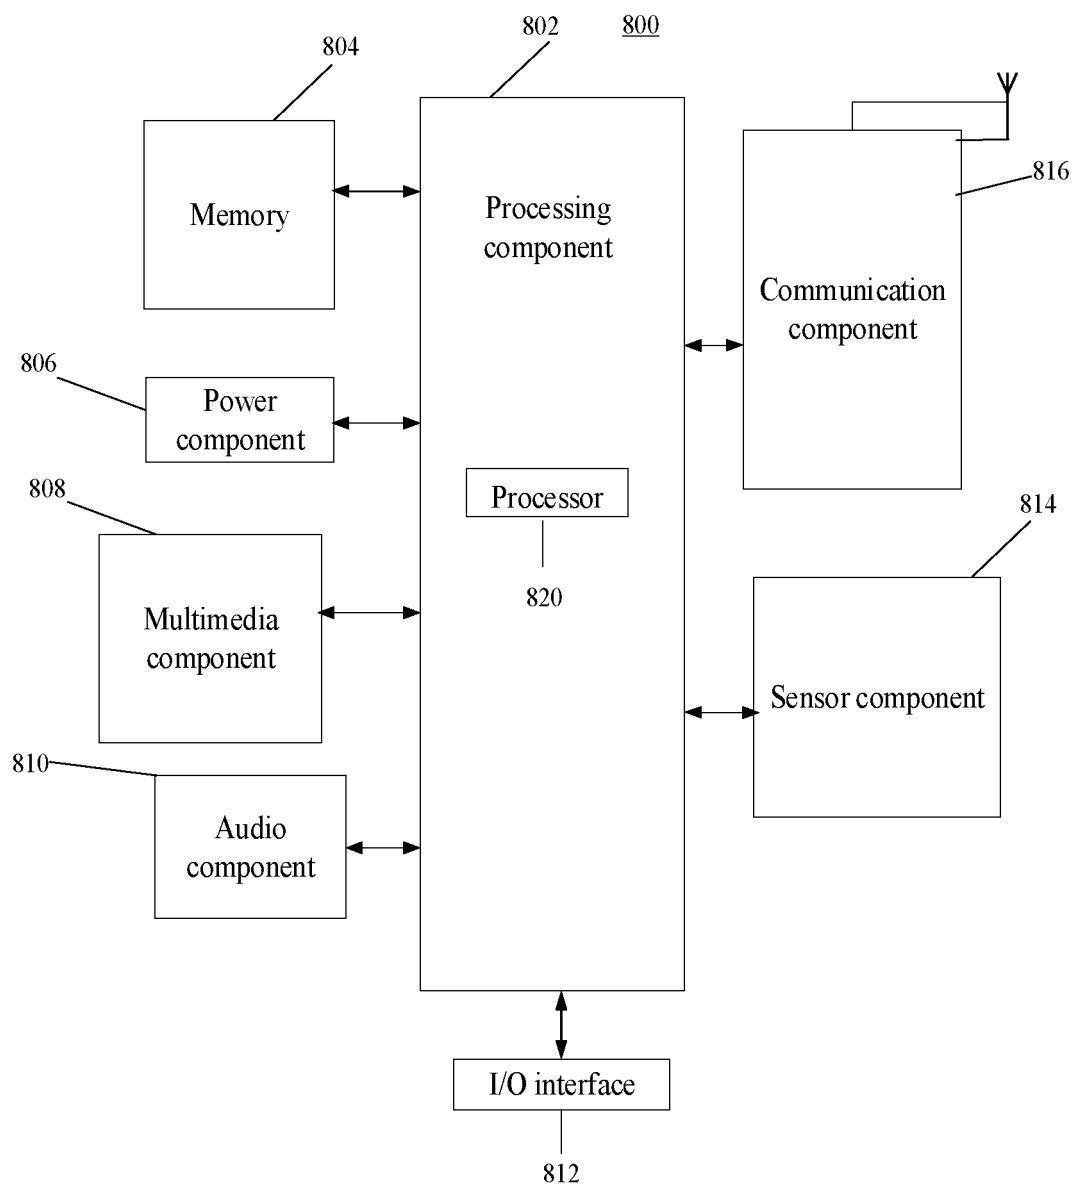 802
800
804
816
Memory
Processing
component
Communication
component
806
Power
component
808
Processor
820
814
Multimedia
component
Sensor component
810
Audio
component
I/O interface
812